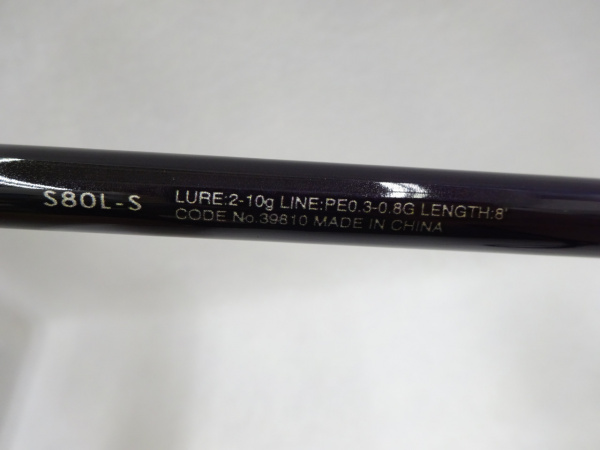 S80L-S LURE:2-10g LINE:PE0.3-0.8G LENGTH:8'
CODE No.39810 MADE IN CHINA